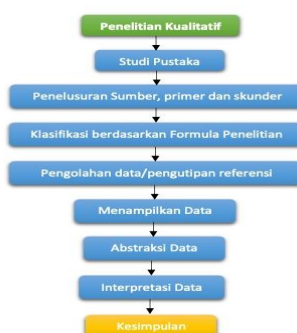 Penelitian Kualitatif
Studi Pustaka
Penelusuran Sumber, primer dan skunder
Klasifikasi berdasarkan Formula Penelitian
Pengolahan data/pengutipan referensi
Menampilkan Data
Abstraksi Data
Interpretasi Data
Kesimpulan